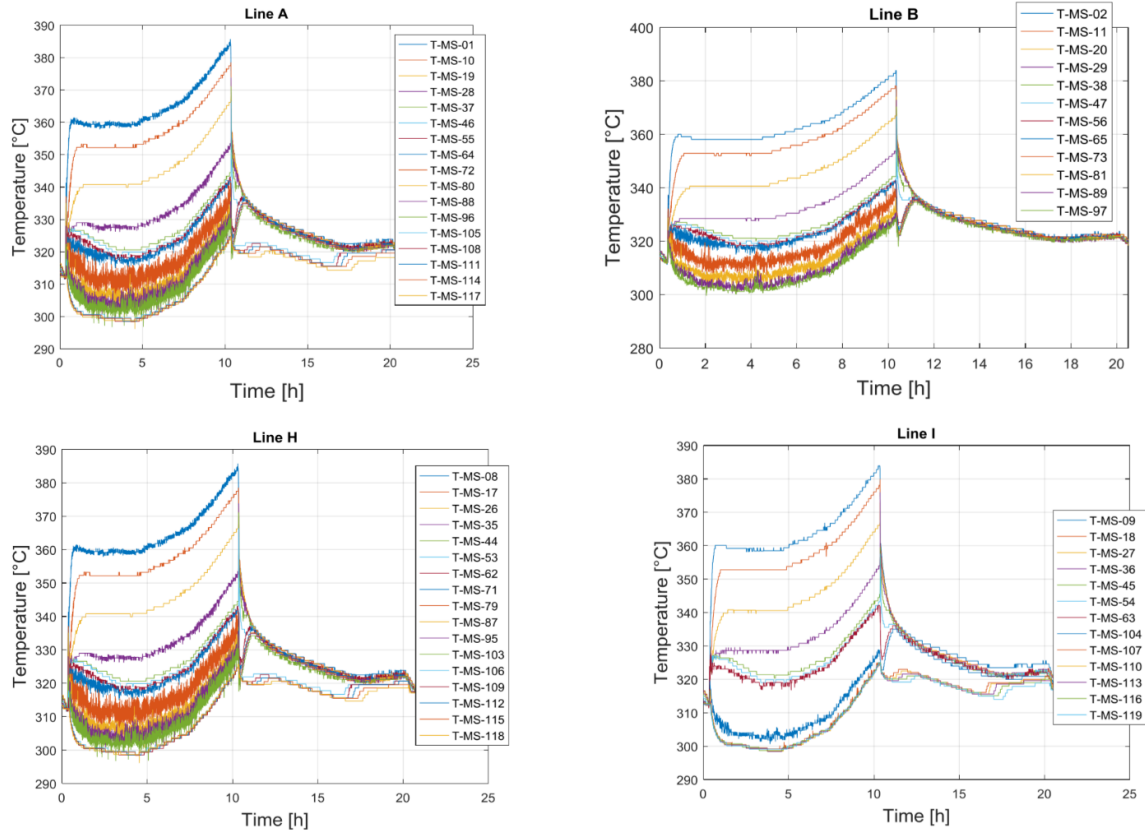 Line A
Temperature [°C]
390
380
370
360
350
340
330
320
310
300
290
0
5
10
15
20
25
Time [h]
T-MS-01
T-MS-10
T-MS-19
T-MS-28
T-MS-37
T-MS-46
T-MS-55
T-MS-64
T-MS-72
T-MS-80
T-MS-88
T-MS-96
T-MS-105
T-MS-108
T-MS-111
T-MS-114
T-MS-117
Line B
Temperature [°C]
400
380
360
340
320
300
280
0
2
4
6
8
10
12
14
16
18
20
Time [h]
T-MS-02
T-MS-11
T-MS-20
T-MS-29
T-MS-38
T-MS-47
T-MS-56
T-MS-65
T-MS-73
T-MS-81
T-MS-89
T-MS-97
Line H
Temperature [°C]
390
380
370
360
350
340
330
320
310
300
290
0
5
10
15
20
25
Time [h]
T-MS-08
T-MS-17
T-MS-26
T-MS-35
T-MS-44
T-MS-53
T-MS-62
T-MS-71
T-MS-79
T-MS-87
T-MS-95
T-MS-103
T-MS-106
T-MS-109
T-MS-112
T-MS-115
T-MS-118
Line I
Temperature [°C]
390
380
370
360
350
340
330
320
310
300
290
0
5
10
15
20
25
Time [h]
T-MS-09
T-MS-18
T-MS-27
T-MS-36
T-MS-45
T-MS-54
T-MS-63
T-MS-104
T-MS-107
T-MS-110
T-MS-113
T-MS-116
T-MS-119